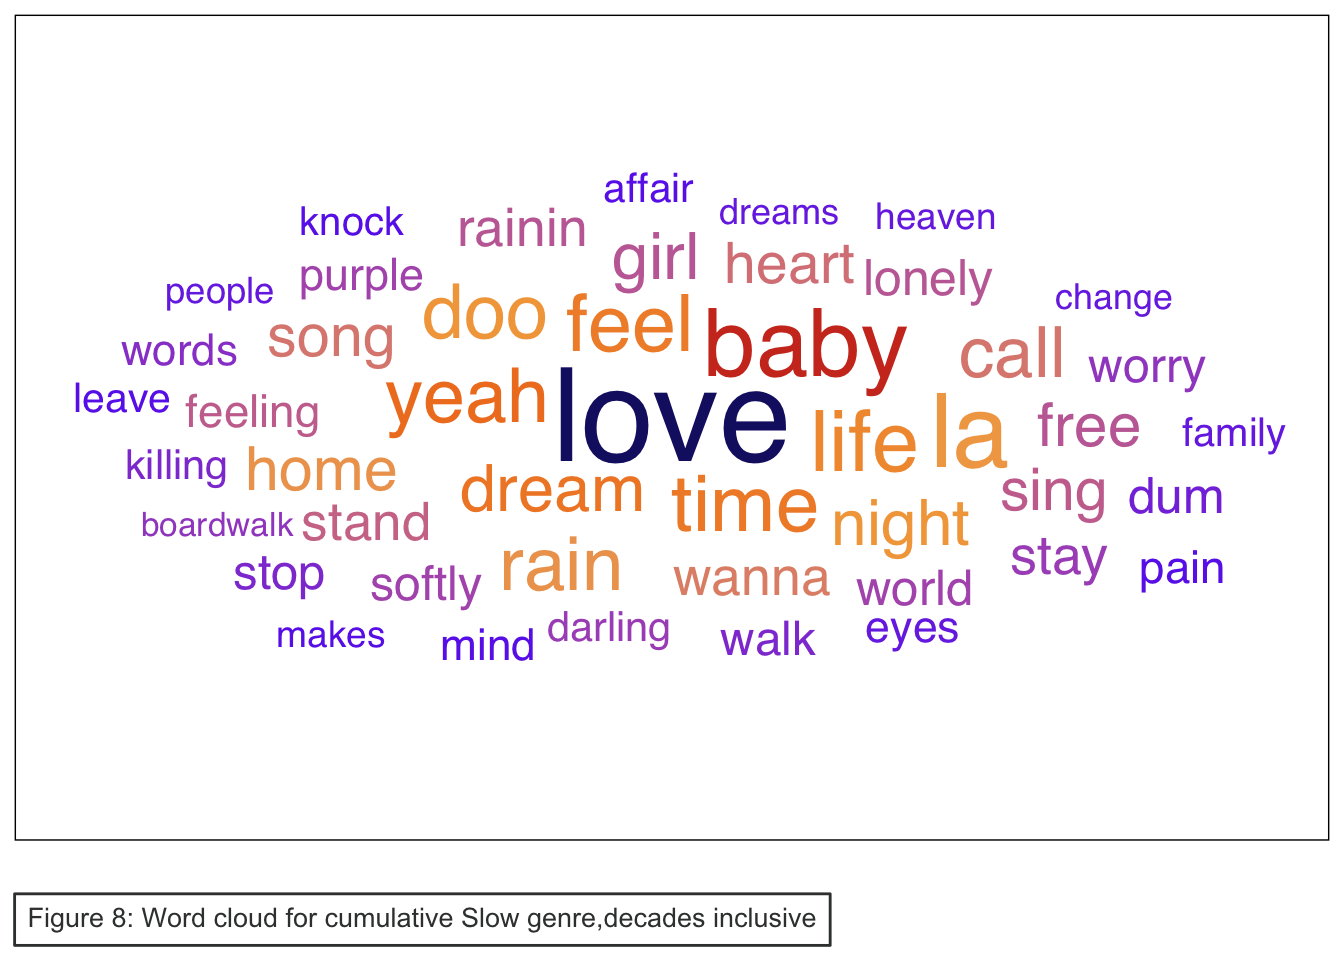 affair
knock
rainin
dreams
heaven
girl
heart
lonely
purple
people
change
doo
feel
baby
words
song
call
worry
leave
feeling
yeah
love
life
la
free
family
killing
home
dream
time
night
sing
dum
boardwalk
stand
stop
softly
rain
wanna
world
stay
pain
makes
mind
darling
walk
eyes
Figure 8: Word cloud for cumulative Slow genre,decades inclusive